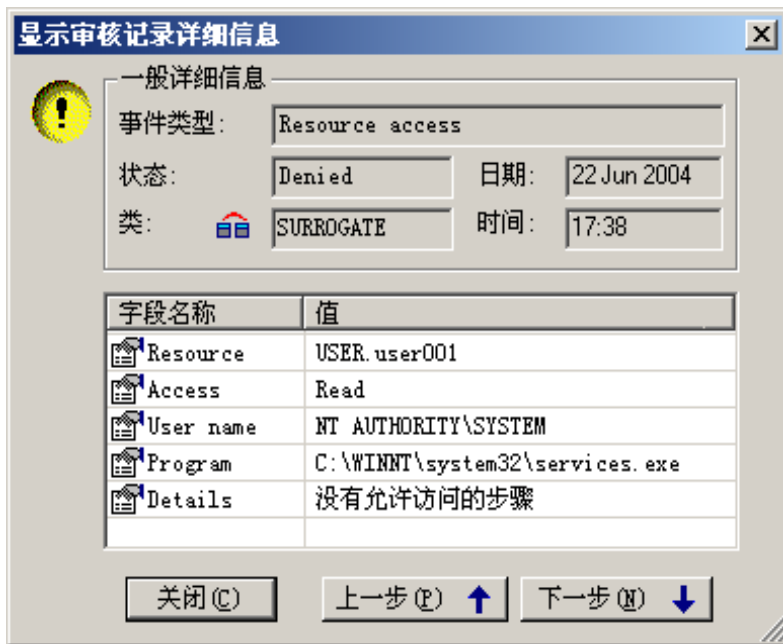 显示审核记录详细信息
一般详细信息
事件类型: Resource access
状态: Denied 日期: 22 Jun 2004
类: SURROGATE 时间: 17:38
字段名称 值
Resource USER.user001
Access Read
User name NT AUTHORITY\SYSTEM
Program C:\WINNT\system32\services.exe
Details 没有允许访问的步骤
关闭(C) 上一步(P) 下一步(N)